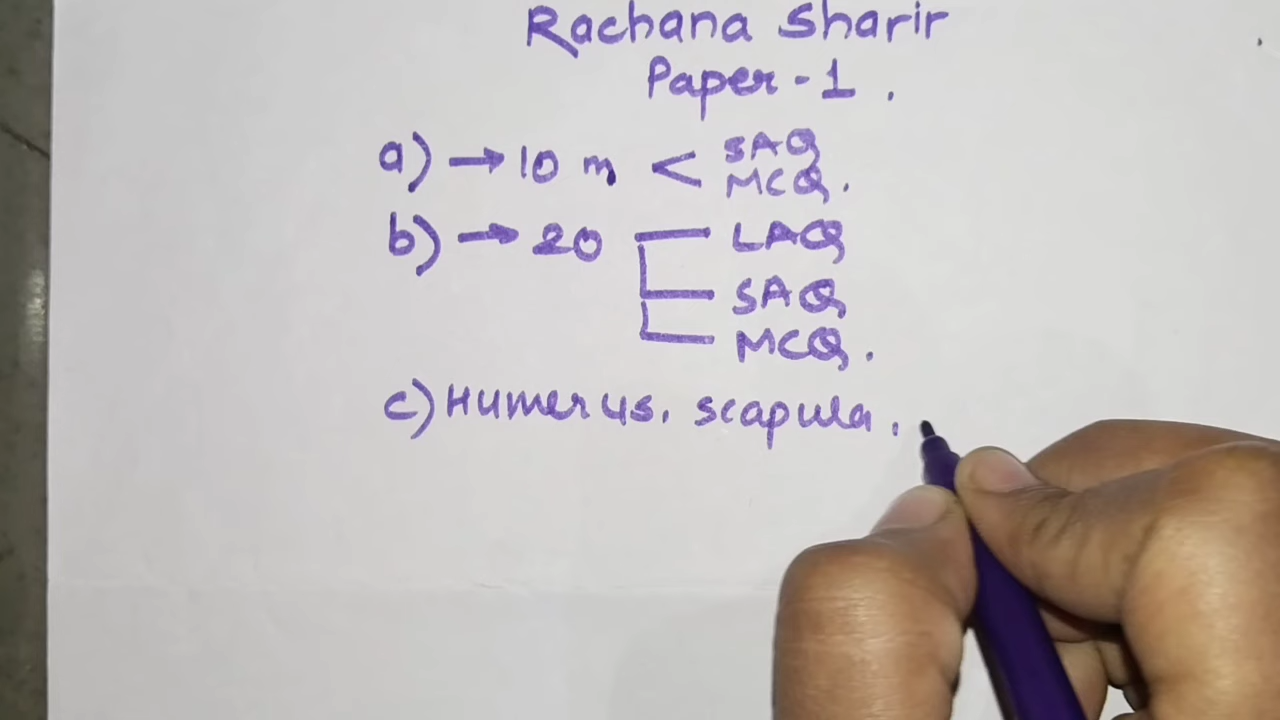 Rachana Sharir
Paper - 1 .
a) → 10 m < SAQ
MCQ.
b) → 20 LAQ
SAQ
MCQ.
c) Humerus. scapula.